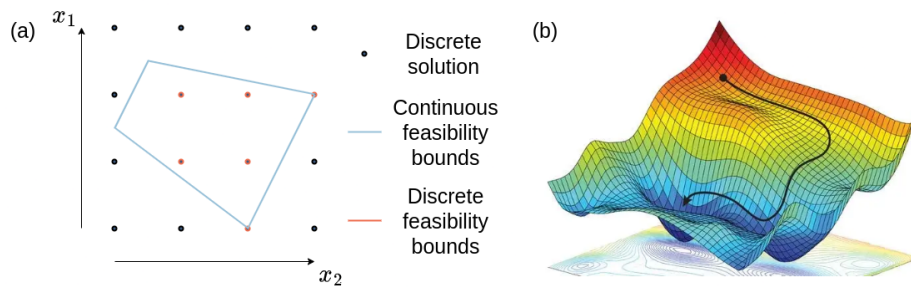 (a)
x₁
Discrete
solution
Continuous
feasibility
bounds
Discrete
feasibility
bounds
x₂
(b)